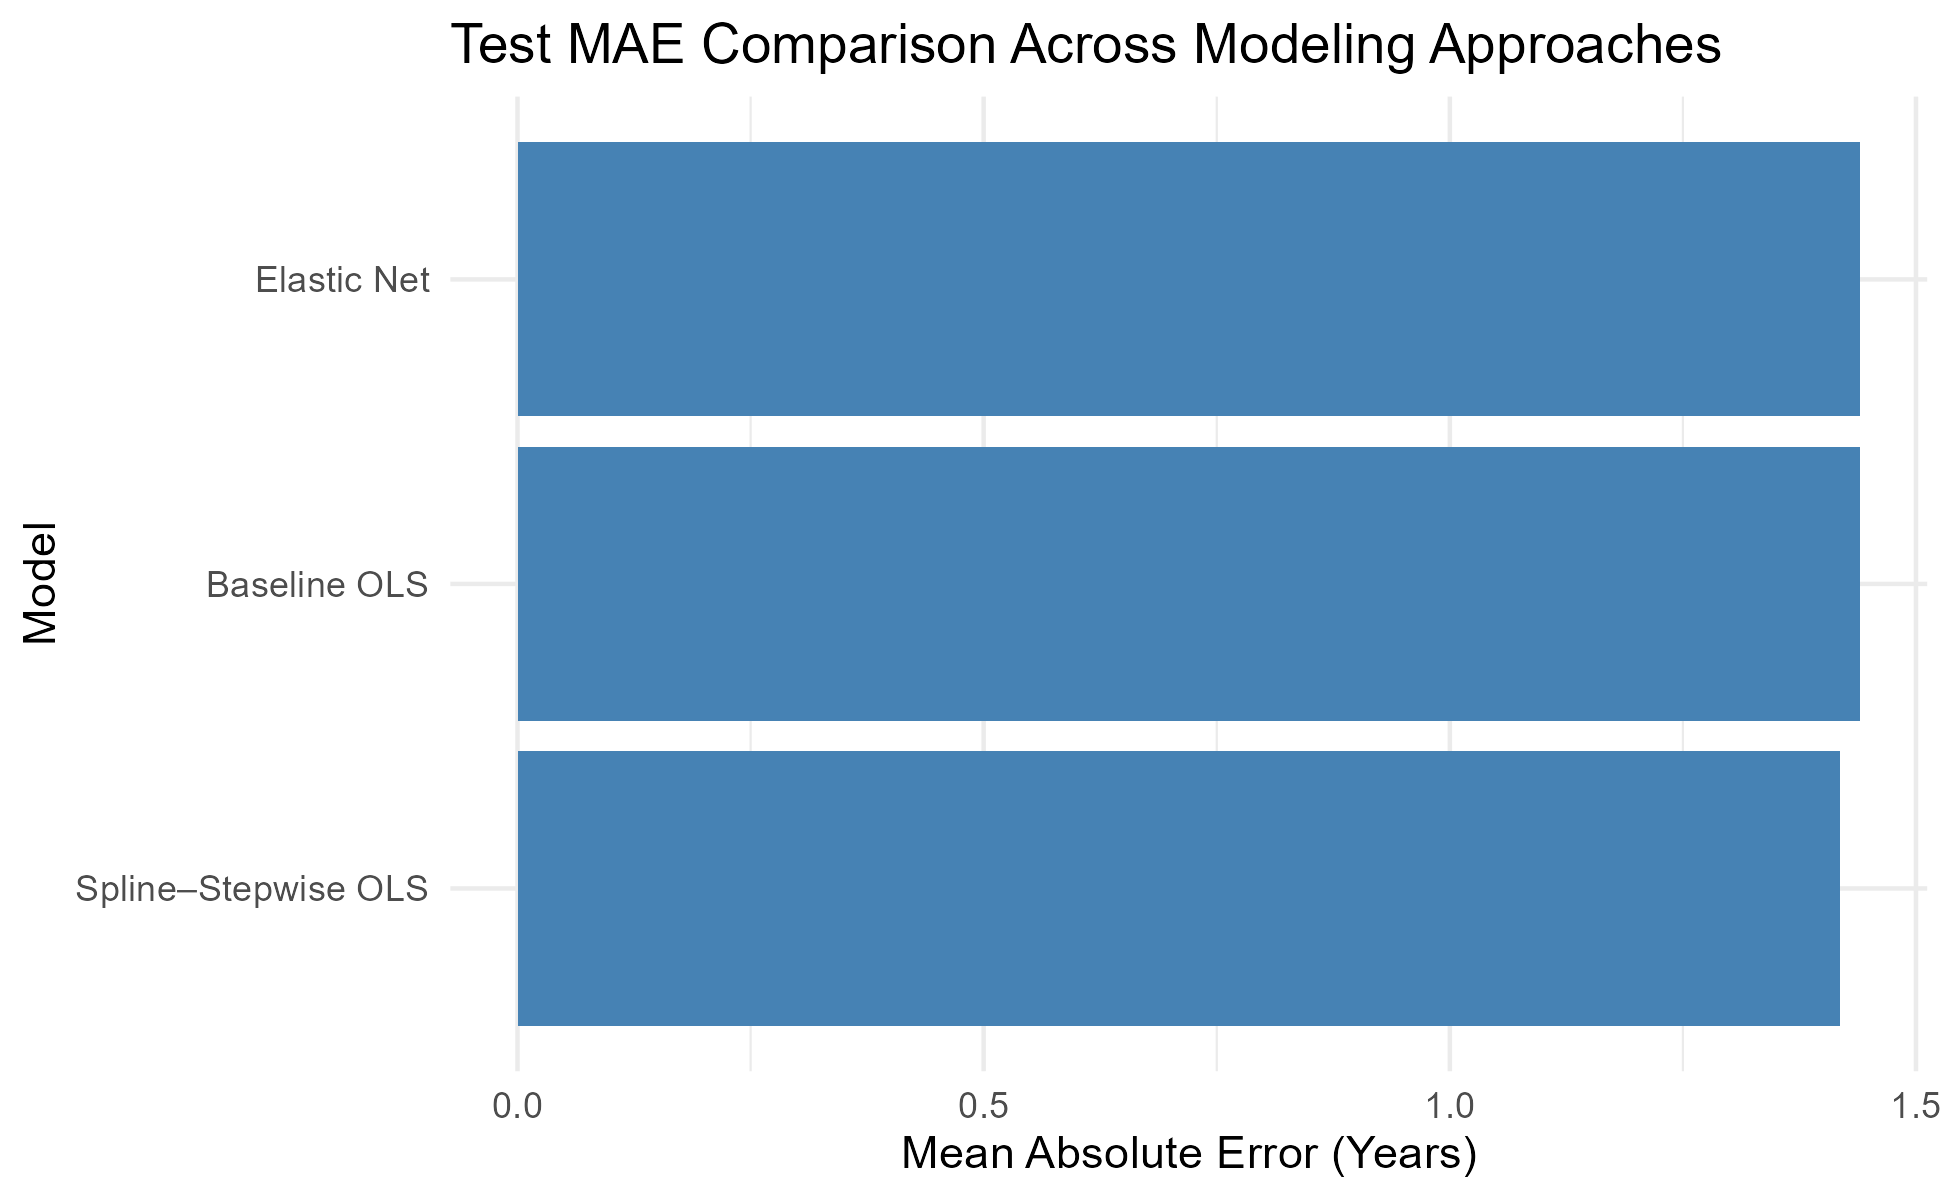 Test MAE Comparison Across Modeling Approaches
Model
Elastic Net
Baseline OLS
Spline–Stepwise OLS
0.0 0.5 1.0 1.5
Mean Absolute Error (Years)